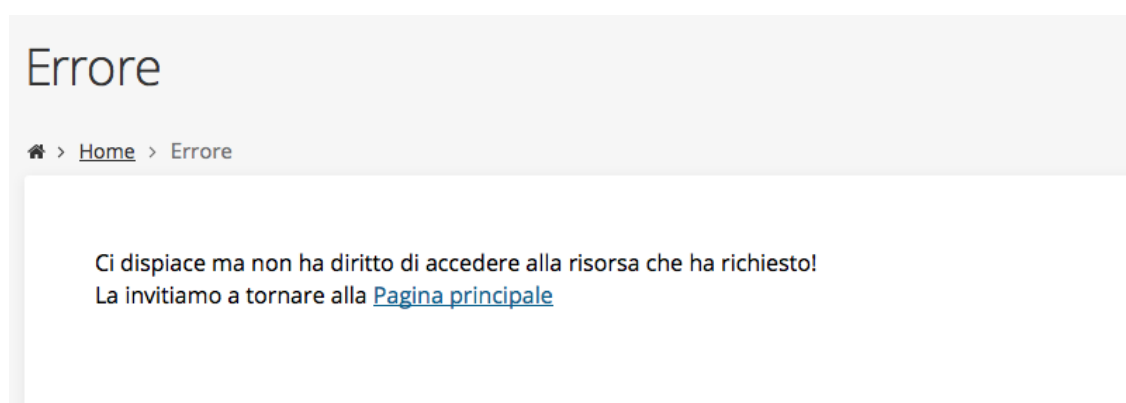 Errore
> Home > Errore
Ci dispiace ma non ha diritto di accedere alla risorsa che ha richiesto!
La invitiamo a tornare alla Pagina principale